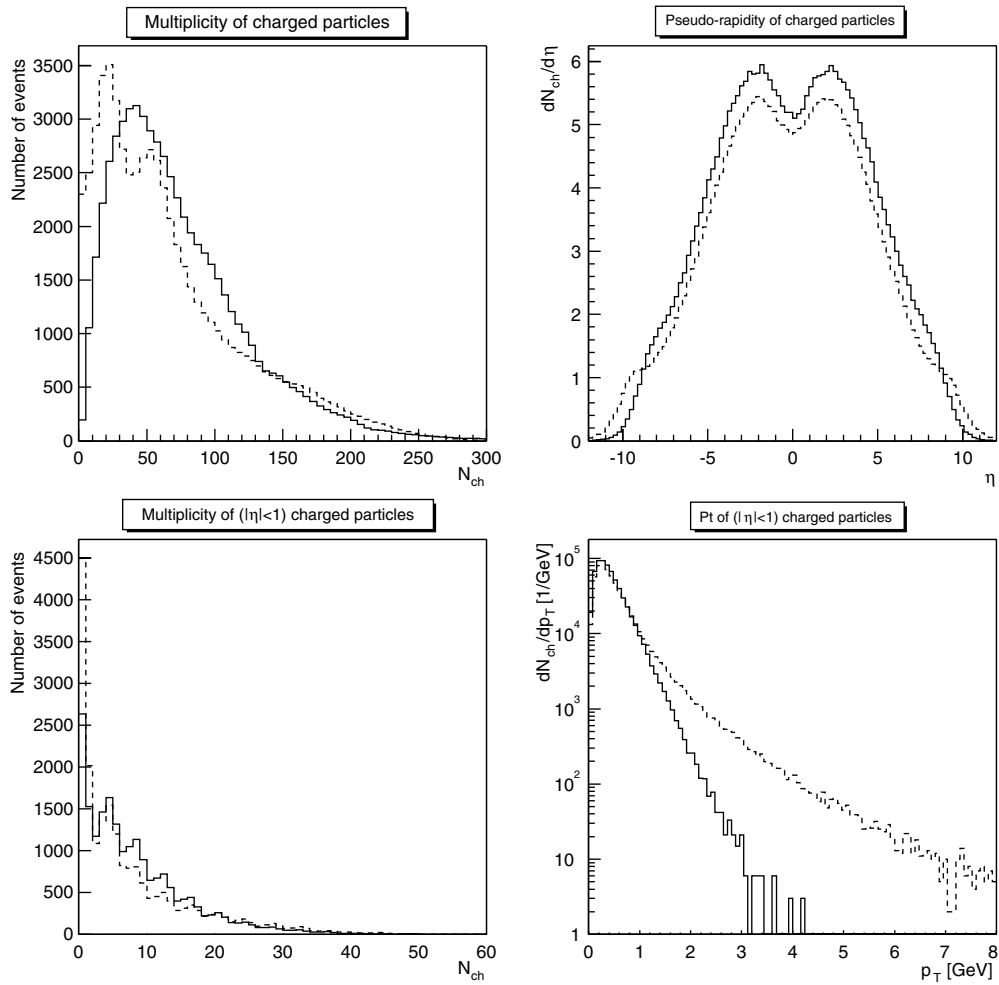 Multiplicity of charged particles
Number of events
3500
3000
2500
2000
1500
1000
500
0
0 50 100 150 200 250 300
N_ch
Pseudo-rapidity of charged particles
dN_ch/dη
6
5
4
3
2
1
0
-10 -5 0 5 10
η
Multiplicity of (|η|<1) charged particles
Number of events
4500
4000
3500
3000
2500
2000
1500
1000
500
0
0 10 20 30 40 50 60
N_ch
Pt of (| η|<1) charged particles
dN_ch/dp_T [1/GeV]
10^5
10^4
10^3
10^2
10
1
0 1 2 3 4 5 6 7 8
p_T [GeV]